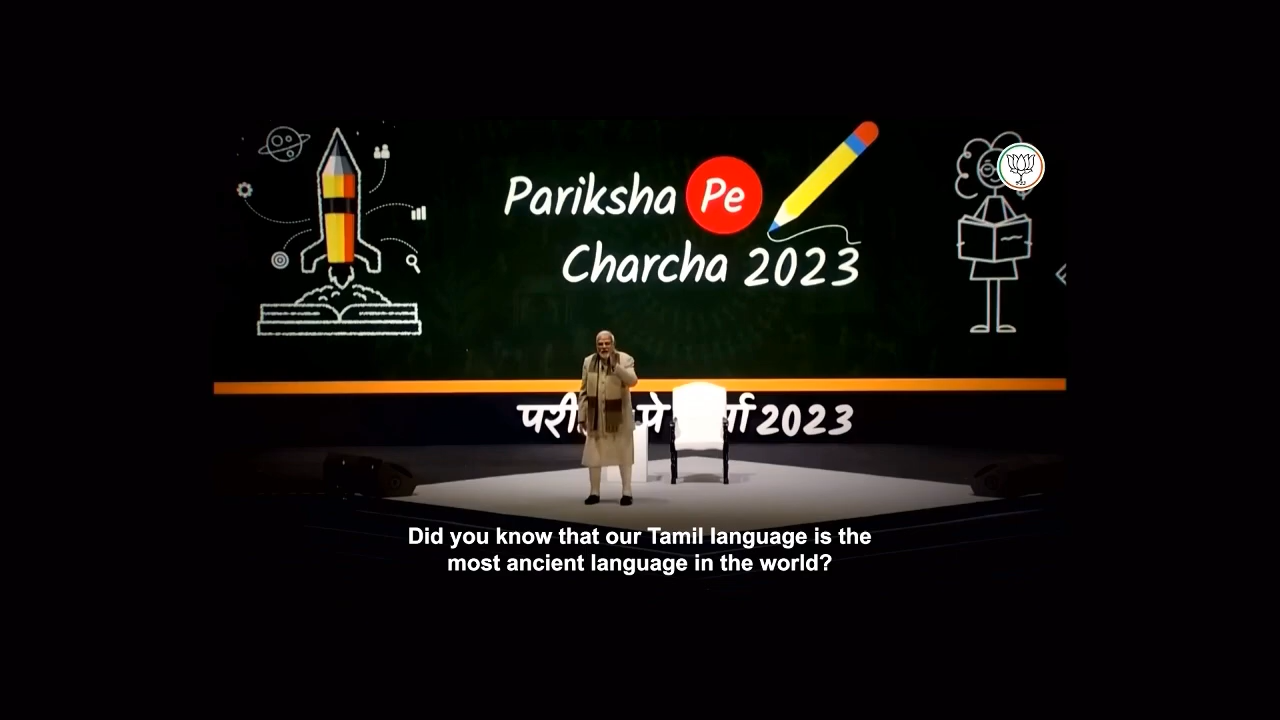 Pariksha Pe
Charcha 2023
2023
Did you know that our Tamil language is the
most ancient language in the world?